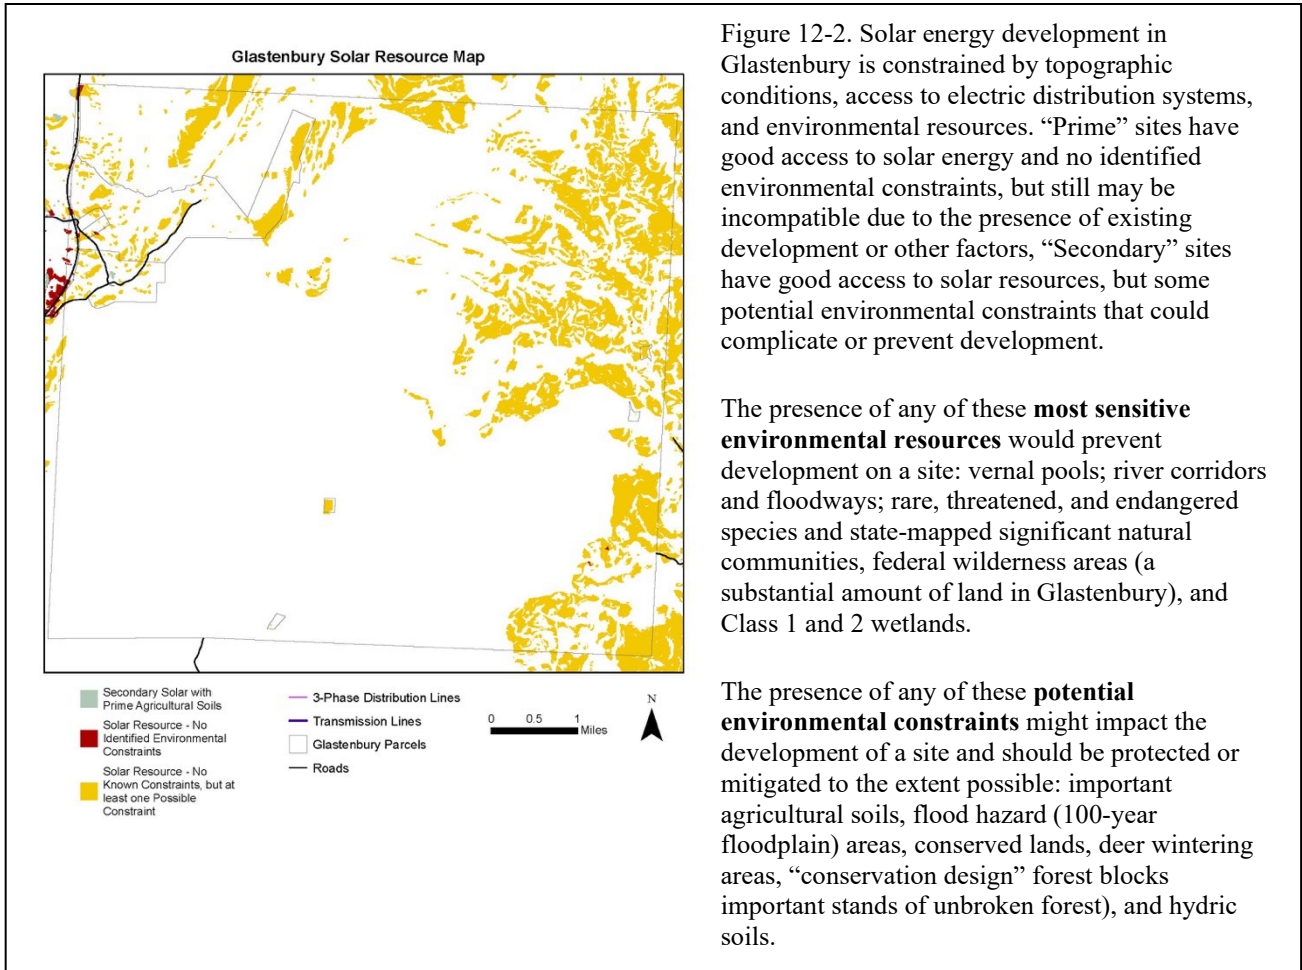 Glastenbury Solar Resource Map
Secondary Solar with
Prime Agricultural Soils
Solar Resource - No
Identified Environmental
Constraints
Solar Resource - No
Known Constraints, but at
least one Possible
Constraint
3-Phase Distribution Lines
Transmission Lines
Glastenbury Parcels
Roads
0 0.5 1
Miles
N
Figure 12-2. Solar energy development in
Glastenbury is constrained by topographic
conditions, access to electric distribution systems,
and environmental resources. “Prime” sites have
good access to solar energy and no identified
environmental constraints, but still may be
incompatible due to the presence of existing
development or other factors, “Secondary” sites
have good access to solar resources, but some
potential environmental constraints that could
complicate or prevent development.
The presence of any of these most sensitive
environmental resources would prevent
development on a site: vernal pools; river corridors
and floodways; rare, threatened, and endangered
species and state-mapped significant natural
communities, federal wilderness areas (a
substantial amount of land in Glastenbury), and
Class 1 and 2 wetlands.
The presence of any of these potential
environmental constraints might impact the
development of a site and should be protected or
mitigated to the extent possible: important
agricultural soils, flood hazard (100-year
floodplain) areas, conserved lands, deer wintering
areas, “conservation design” forest blocks
important stands of unbroken forest), and hydric
soils.